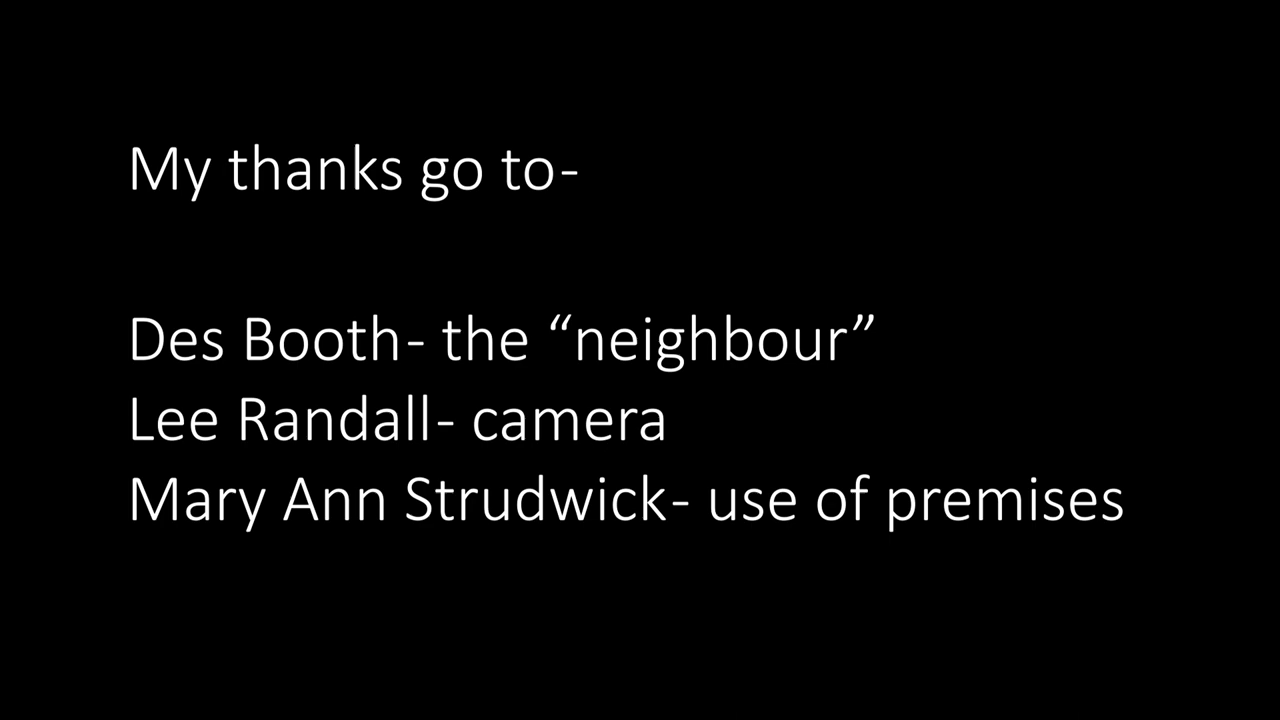 My thanks go to-
Des Booth- the “neighbour”
Lee Randall- camera
Mary Ann Strudwick- use of premises